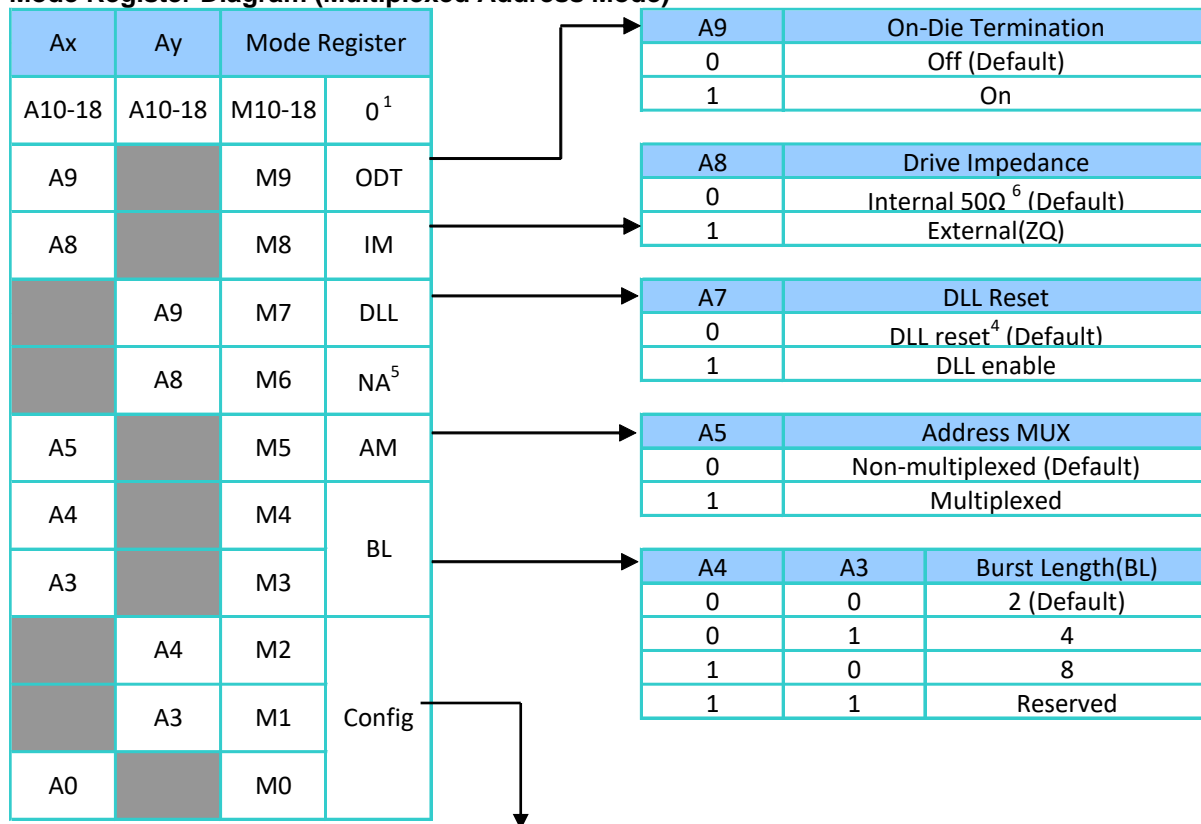 Mode Register Diagram (Multiplexed Address Mode)
Ax Ay Mode Register
A10-18 A10-18 M10-18 0¹
A9 M9 ODT
A8 M8 IM
A9 M7 DLL
A8 M6 NA⁵
A5 M5 AM
A4 M4
BL
A3 M3
A4 M2
A3 M1 Config
A0 M0
A9 On-Die Termination
0 Off (Default)
1 On
A8 Drive Impedance
0 Internal 50Ω ⁶ (Default)
1 External(ZQ)
A7 DLL Reset
0 DLL reset⁴ (Default)
1 DLL enable
A5 Address MUX
0 Non-multiplexed (Default)
1 Multiplexed
A4 A3 Burst Length(BL)
0 0 2 (Default)
0 1 4
1 0 8
1 1 Reserved